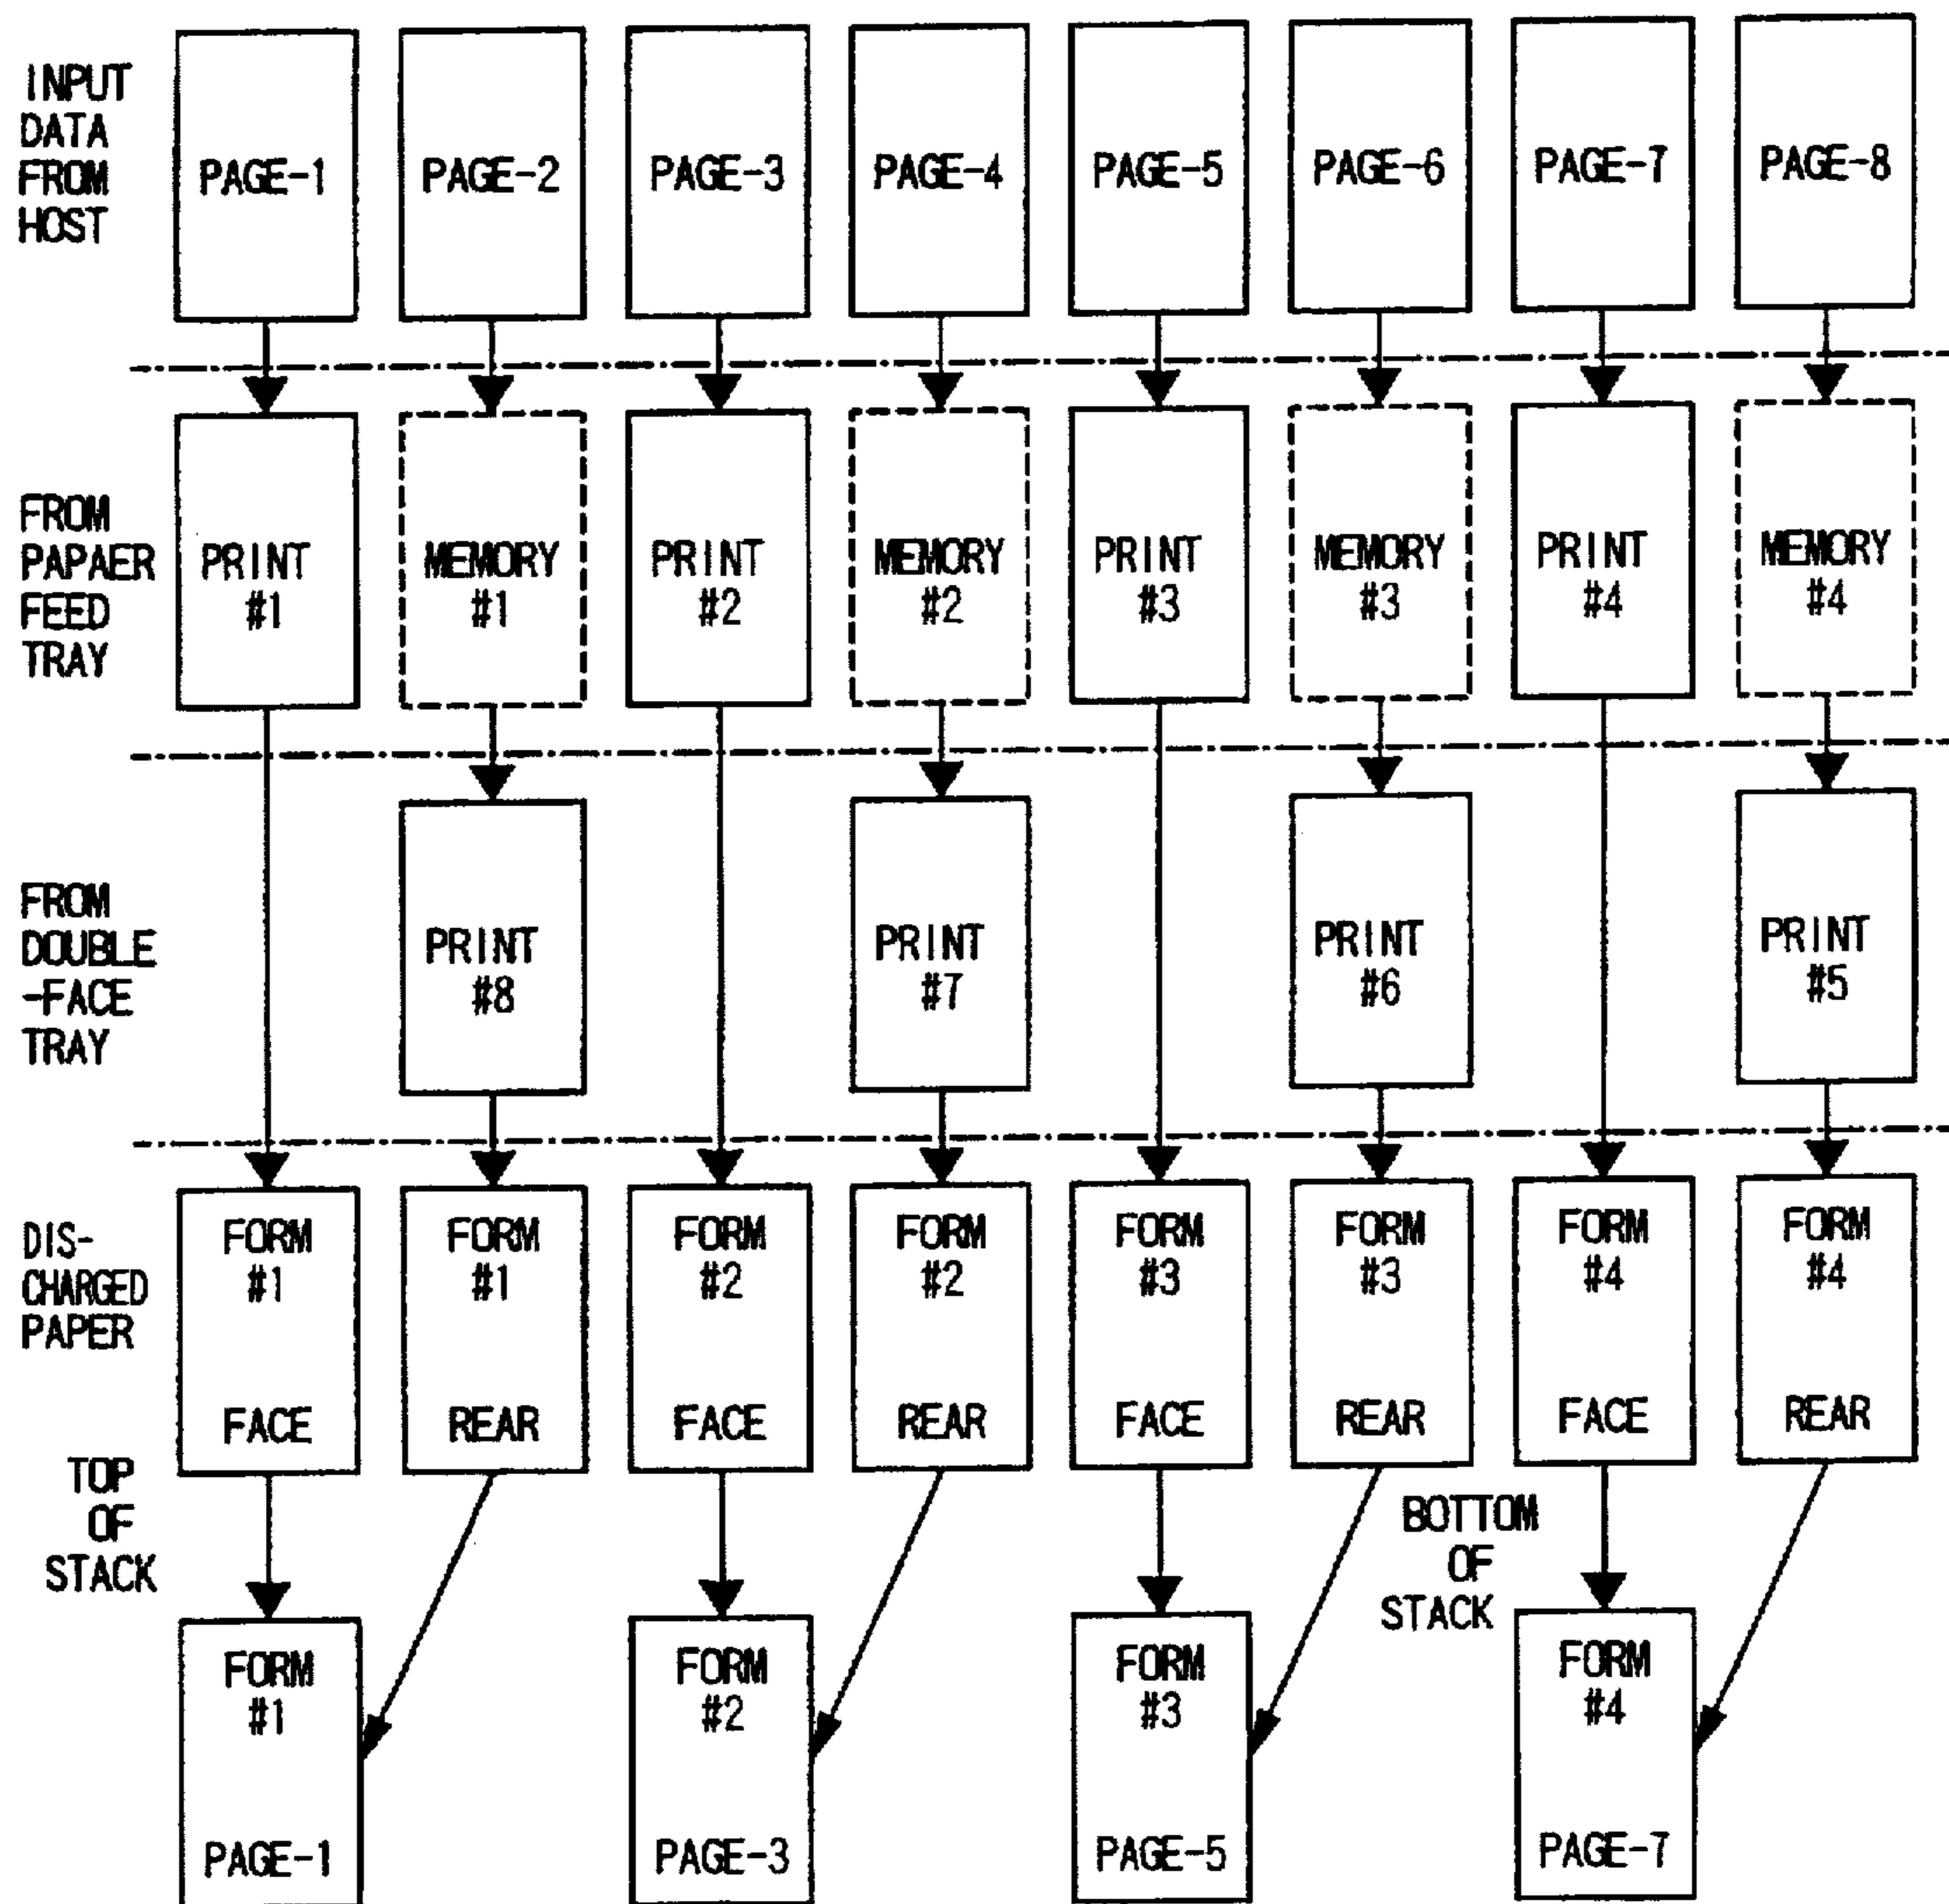 INPUT
DATA
FROM
HOST
PAGE-1
PAGE-2
PAGE-3
PAGE-4
PAGE-5
PAGE-6
PAGE-7
PAGE-8
FROM
PAPAER
FEED
TRAY
PRINT
#1
MEMORY
#1
PRINT
#2
MEMORY
#2
PRINT
#3
MEMORY
#3
PRINT
#4
MEMORY
#4
FROM
DOUBLE
-FACE
TRAY
PRINT
#8
PRINT
#7
PRINT
#6
PRINT
#5
DIS-
CHARGED
PAPER
FORM
#1
FACE
FORM
#1
REAR
FORM
#2
FACE
FORM
#2
REAR
FORM
#3
FACE
FORM
#3
REAR
FORM
#4
FACE
FORM
#4
REAR
TOP
OF
STACK
BOTTOM
OF
STACK
FORM
#1
PAGE-1
FORM
#2
PAGE-3
FORM
#3
PAGE-5
FORM
#4
PAGE-7